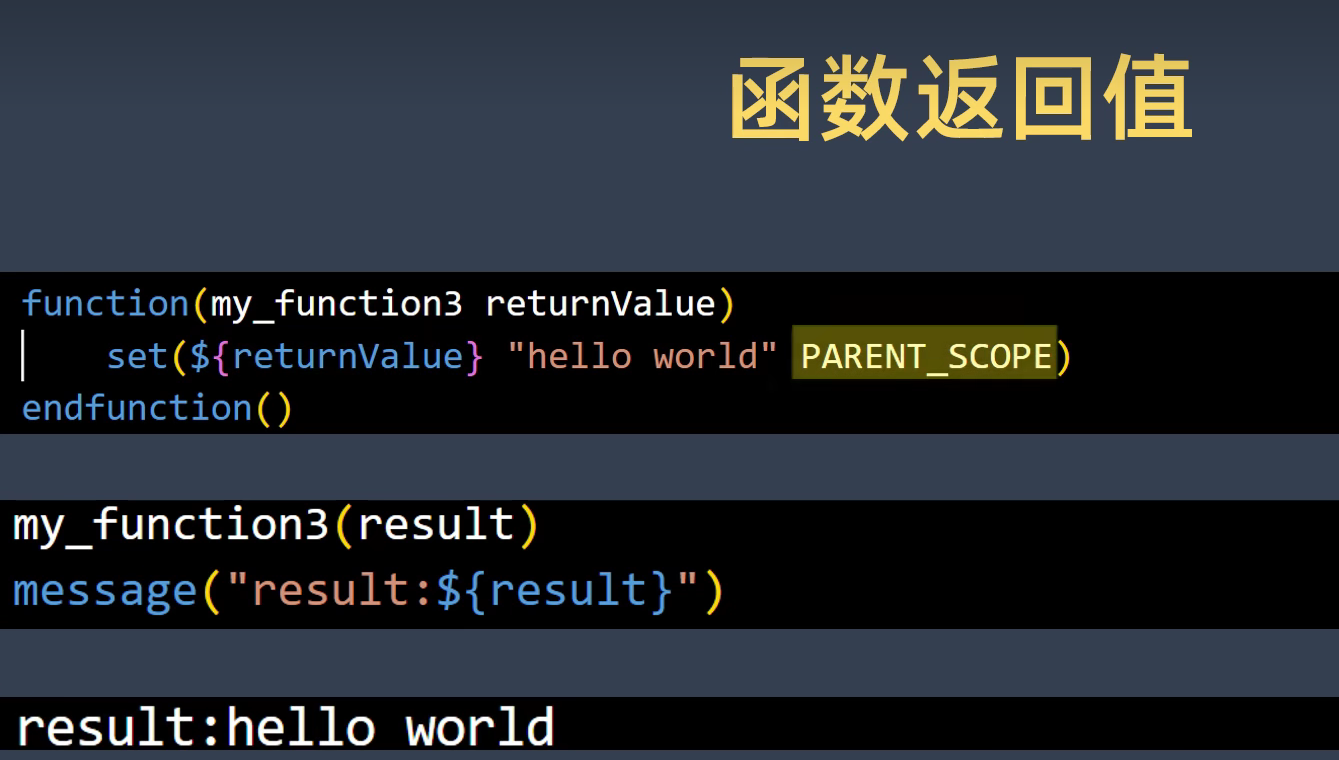 函数返回值
function(my_function3 returnValue)
    set(${returnValue} "hello world" PARENT_SCOPE)
endfunction()
my_function3(result)
message("result:${result}")
result:hello world